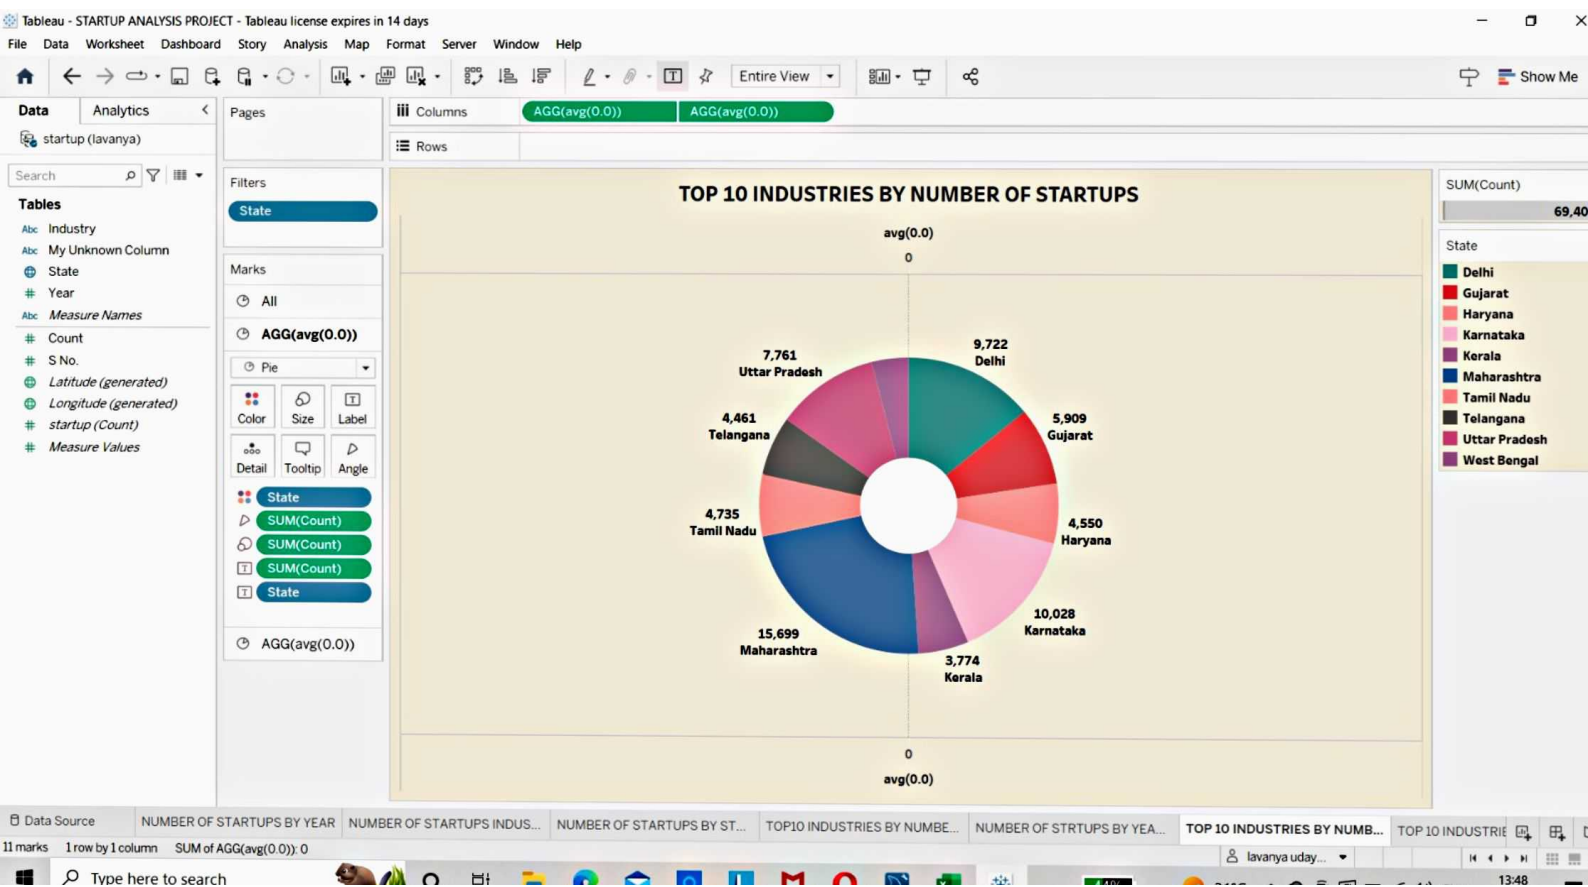 Tableau - STARTUP ANALYSIS PROJECT - Tableau license expires in 14 days
File Data Worksheet Dashboard Story Analysis Map Format Server Window Help
Entire View
Show Me
Data Analytics
Pages
Columns AGG(avg(0.0)) AGG(avg(0.0))
startup (lavanya)
Rows
Search
Filters
State
Tables
Abc Industry
Abc My Unknown Column
State
# Year
Abc Measure Names
# Count
# S No.
Latitude (generated)
Longitude (generated)
# startup (Count)
# Measure Values
Marks
All
AGG(avg(0.0))
Pie
Color Size Label
Detail Tooltip Angle
State
SUM(Count)
SUM(Count)
SUM(Count)
State
AGG(avg(0.0))
TOP 10 INDUSTRIES BY NUMBER OF STARTUPS
avg(0.0)
0
9,722
Delhi
7,761
Uttar Pradesh
4,461
Telangana
5,909
Gujarat
4,735
Tamil Nadu
4,550
Haryana
10,028
Karnataka
15,699
Maharashtra
3,774
Kerala
0
avg(0.0)
SUM(Count)
69,40
State
Delhi
Gujarat
Haryana
Karnataka
Kerala
Maharashtra
Tamil Nadu
Telangana
Uttar Pradesh
West Bengal
Data Source NUMBER OF STARTUPS BY YEAR NUMBER OF STARTUPS INDUS... NUMBER OF STARTUPS BY ST... TOP10 INDUSTRIES BY NUMBE... NUMBER OF STRTUPS BY YEA... TOP 10 INDUSTRIES BY NUMB... TOP 10 INDUSTRIE
11 marks 1 row by 1 column SUM of AGG(avg(0.0)): 0
lavanya uday...
Type here to search
13:48